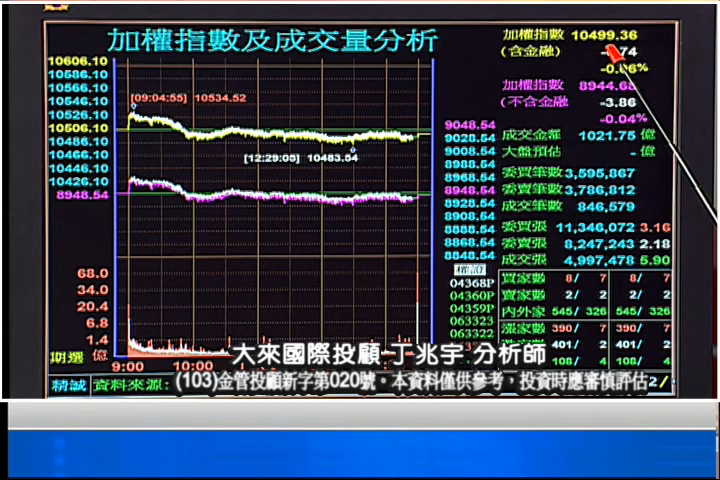 加權指數及成交量分析
加權指數 10499.36
(含金融)
-0.06%
加權指數 8944.68
(不含金融 -3.86
-0.04%
成交金額 1021.75 億
大盤預估 - 億
委買筆數 3,595,867
委賣筆數 3,786,812
成交筆數 846,579
委買張 11,346,072 3.16
委賣張 8,247,243 2.18
成交張 4,997,478 5.90
10606.10
10586.10
10566.10
10546.10
10526.10
10506.10
10486.10
10466.10
10446.10
10426.10
8948.54
[09:04:55] 10534.52
[12:29:05] 10483.54
9048.54
9028.54
9008.54
8988.54
8968.54
8948.54
8928.54
8908.54
8888.54
8868.54
8848.54
68.0
34.0
20.4
6.8
1.4
期選 億
9:00 10:00
04368P
04360P
04359P
063323
063322
買家數 8/ 7 8/ 7
賣家數 2/ 2 2/ 2
內外家 545/ 326 545/ 326
漲家數 390/ 7 390/ 7
401/ 2 401/ 2
108/ 4 108/ 4
精誠 資料來源:
2/
大來國際投顧-丁兆宇 分析師
(103)金管投顧新字第020號。本資料僅供參考，投資時應審慎評估